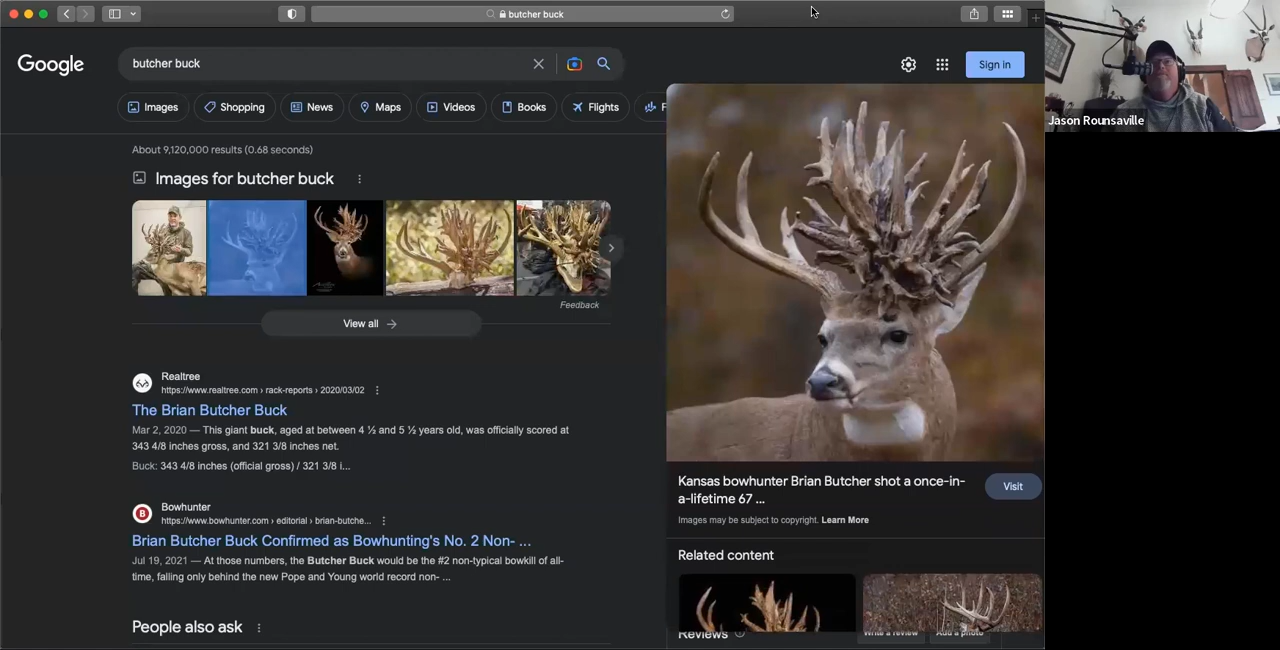 butcher buck
Google
butcher buck
Sign in
Images
Shopping
News
Maps
Videos
Books
Flights
F
About 9,120,000 results (0.68 seconds)
Images for butcher buck
Feedback
View all
Realtree
https://www.realtree.com › rack-reports › 2020/03/02
The Brian Butcher Buck
Mar 2, 2020 — This giant buck, aged at between 4 ½ and 5 ½ years old, was officially scored at
343 4/8 inches gross, and 321 3/8 inches net.
Buck: 343 4/8 inches (official gross) / 321 3/8 i...
B
Bowhunter
https://www.bowhunter.com › editorial › brian-butche...
Brian Butcher Buck Confirmed as Bowhunting's No. 2 Non- ...
Jul 19, 2021 — At those numbers, the Butcher Buck would be the #2 non-typical bowkill of all-
time, falling only behind the new Pope and Young world record non- ...
People also ask
Kansas bowhunter Brian Butcher shot a once-in-
a-lifetime 67 ...
Visit
Images may be subject to copyright. Learn More
Related content
Reviews
Write a review
Add a photo
Jason Rounsaville